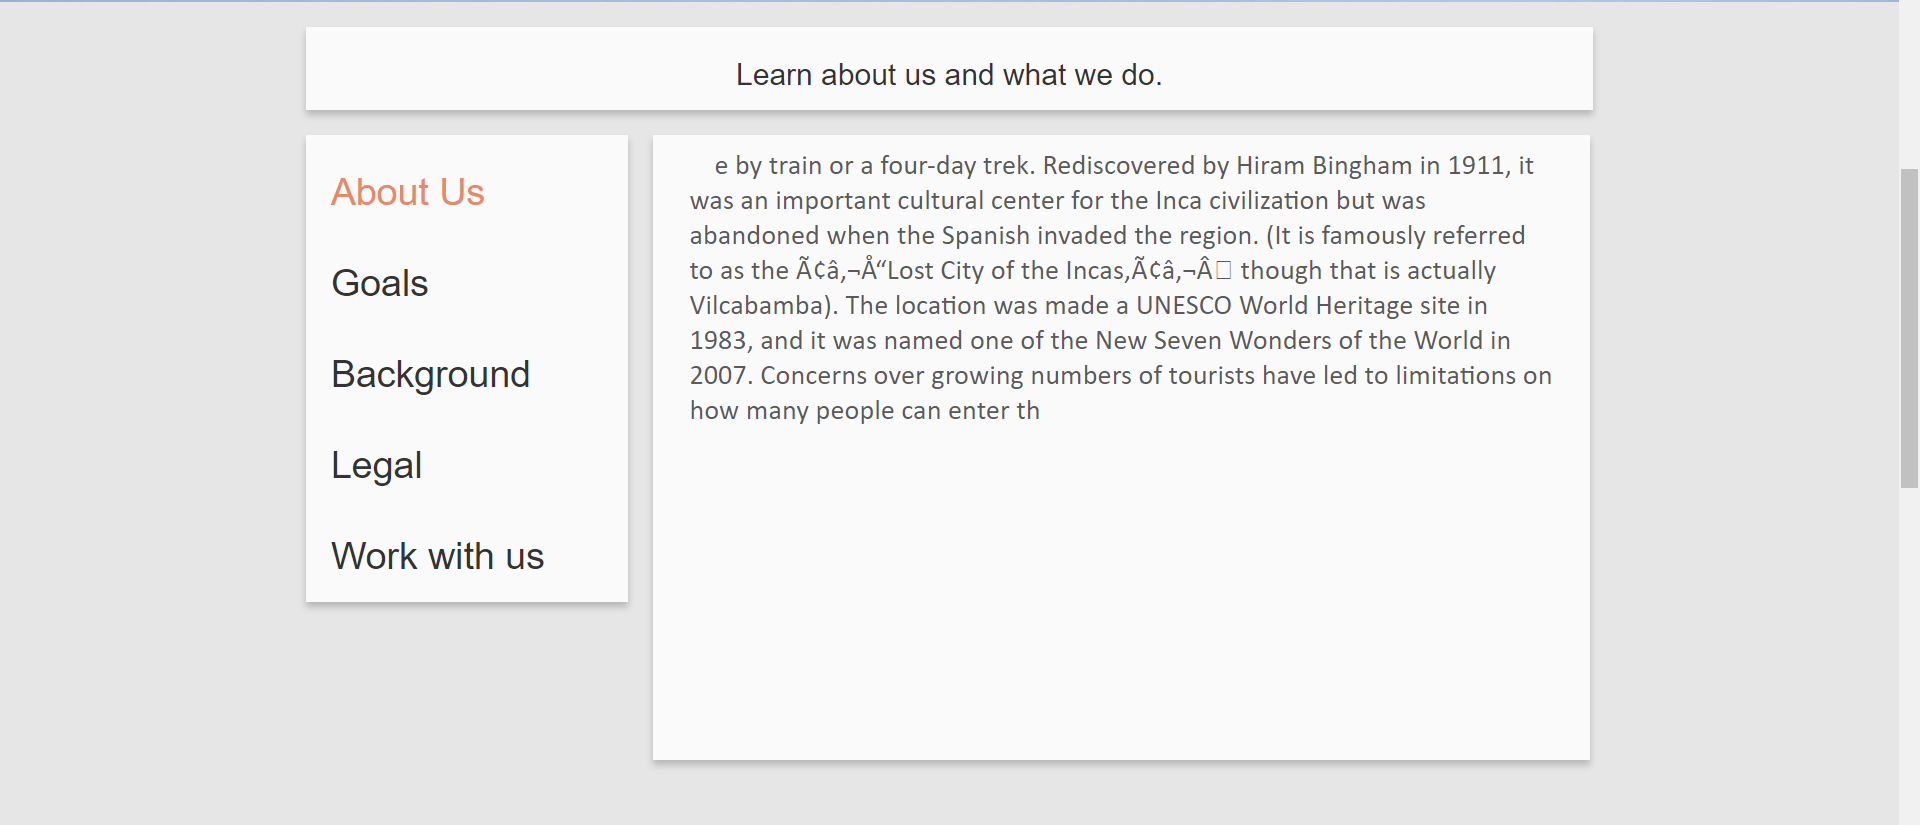 Learn about us and what we do.
About Us
Goals
Background
Legal
Work with us
e by train or a four-day trek. Rediscovered by Hiram Bingham in 1911, it
was an important cultural center for the Inca civilization but was
abandoned when the Spanish invaded the region. (It is famously referred
to as the Ã¢â‚¬Å“Lost City of the Incas,Ã¢â‚¬Â□ though that is actually
Vilcabamba). The location was made a UNESCO World Heritage site in
1983, and it was named one of the New Seven Wonders of the World in
2007. Concerns over growing numbers of tourists have led to limitations on
how many people can enter th